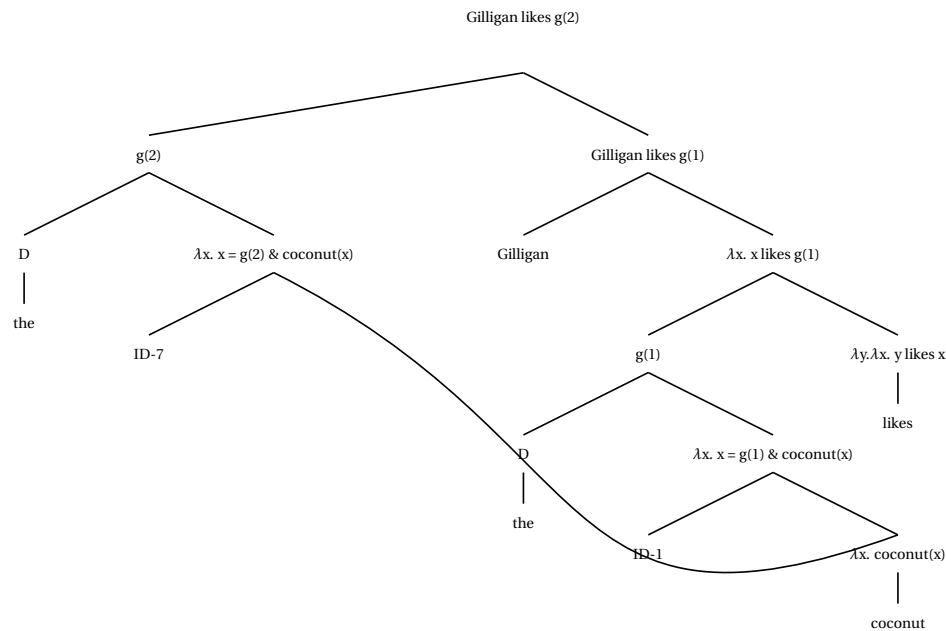 Gilligan likes g(2)
g(2)
Gilligan likes g(1)
D
λx. x = g(2) & coconut(x)
Gilligan
λx. x likes g(1)
the
ID-7
g(1)
λy.λx. y likes x
likes
D
λx. x = g(1) & coconut(x)
the
ID-1
λx. coconut(x)
coconut